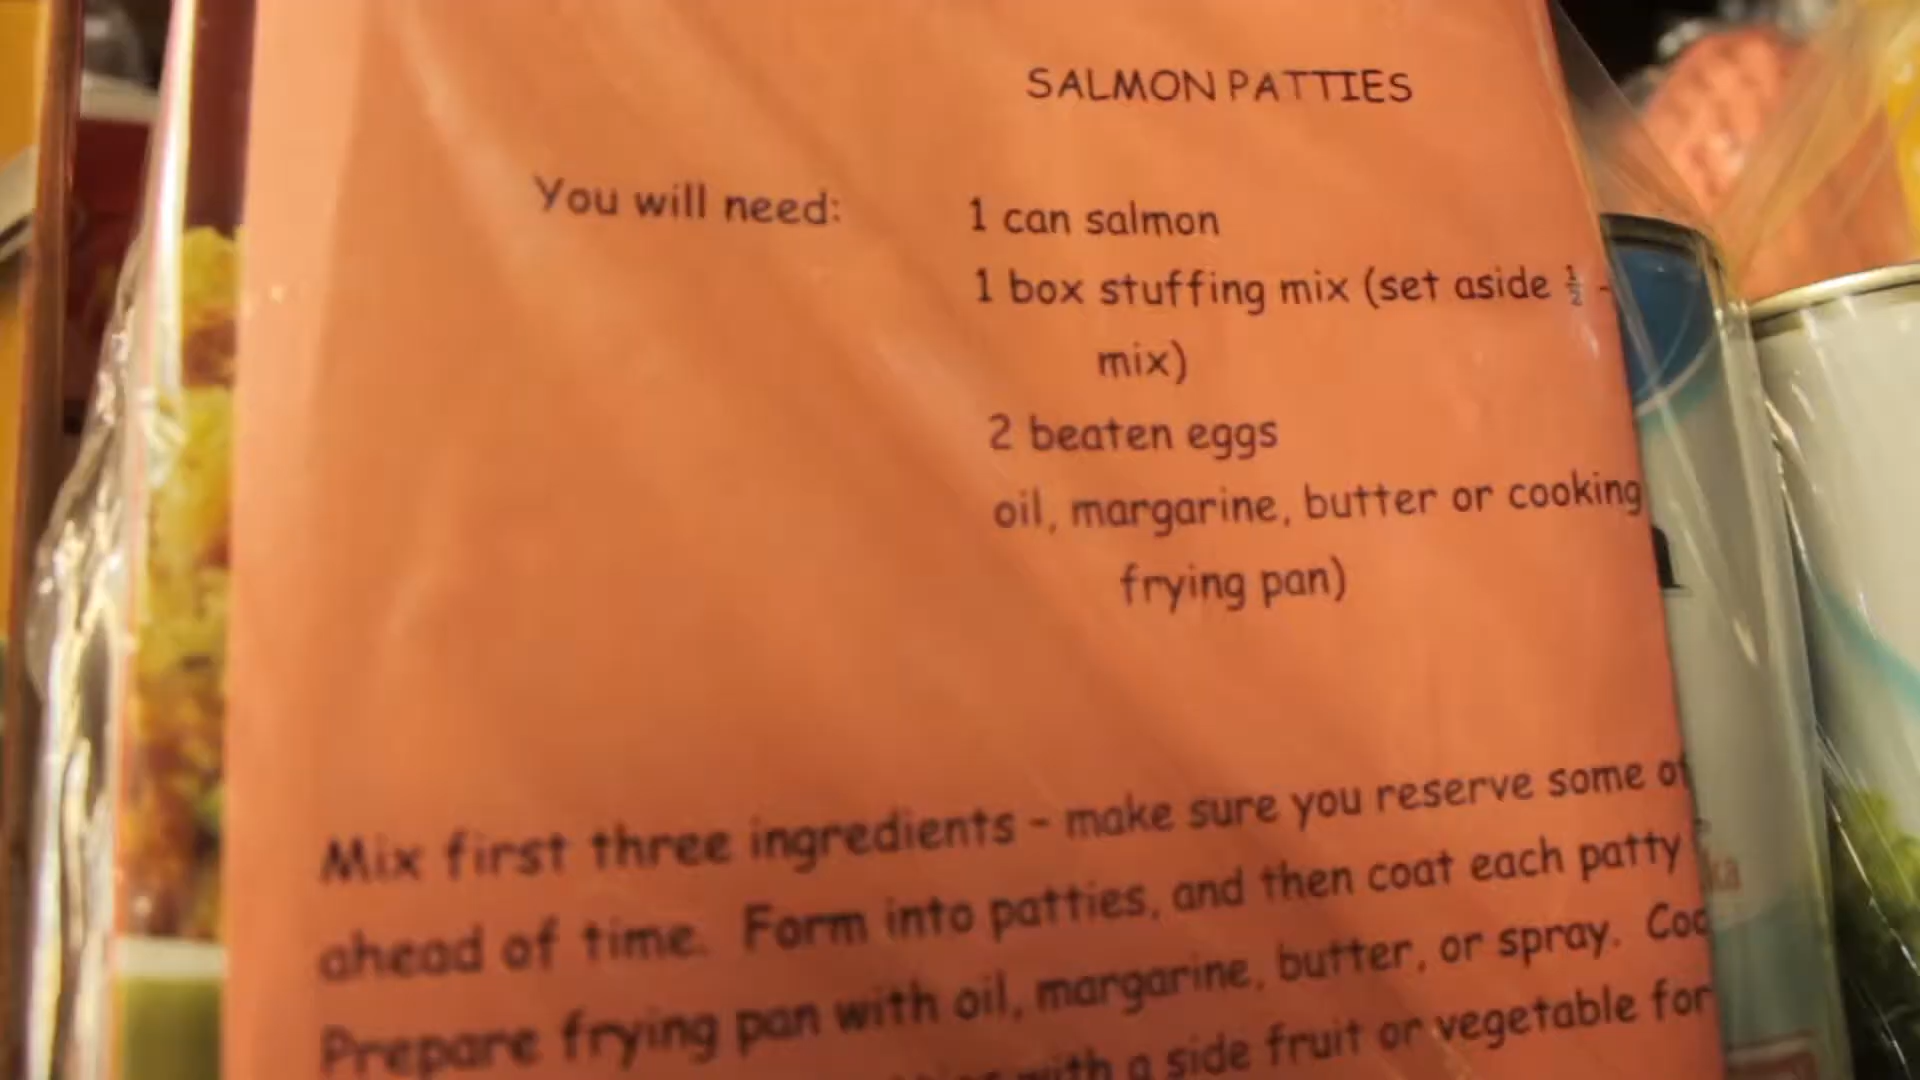 SALMON PATTIES
You will need: 1 can salmon
1 box stuffing mix (set aside ½ -
mix)
2 beaten eggs
oil, margarine, butter or cooking
frying pan)
Mix first three ingredients - make sure you reserve some of
ahead of time. Form into patties, and then coat each patty
Prepare frying pan with oil, margarine, butter, or spray.
with a side fruit or vegetable for